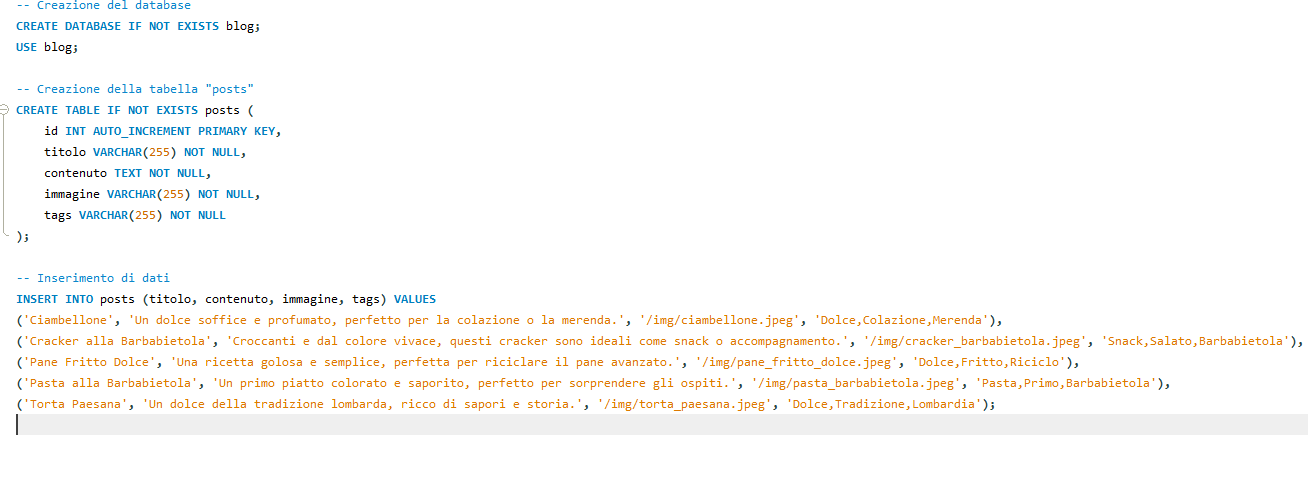 -- Creazione del database
CREATE DATABASE IF NOT EXISTS blog;
USE blog;
-- Creazione della tabella "posts"
CREATE TABLE IF NOT EXISTS posts (
    id INT AUTO_INCREMENT PRIMARY KEY,
    titolo VARCHAR(255) NOT NULL,
    contenuto TEXT NOT NULL,
    immagine VARCHAR(255) NOT NULL,
    tags VARCHAR(255) NOT NULL
);
-- Inserimento di dati
INSERT INTO posts (titolo, contenuto, immagine, tags) VALUES
('Ciambellone', 'Un dolce soffice e profumato, perfetto per la colazione o la merenda.', '/img/ciambellone.jpeg', 'Dolce,Colazione,Merenda'),
('Cracker alla Barbabietola', 'Croccanti e dal colore vivace, questi cracker sono ideali come snack o accompagnamento.', '/img/cracker_barbabietola.jpeg', 'Snack,Salato,Barbabietola'),
('Pane Fritto Dolce', 'Una ricetta golosa e semplice, perfetta per riciclare il pane avanzato.', '/img/pane_fritto_dolce.jpeg', 'Dolce,Fritto,Riciclo'),
('Pasta alla Barbabietola', 'Un primo piatto colorato e saporito, perfetto per sorprendere gli ospiti.', '/img/pasta_barbabietola.jpeg', 'Pasta,Primo,Barbabietola'),
('Torta Paesana', 'Un dolce della tradizione lombarda, ricco di sapori e storia.', '/img/torta_paesana.jpeg', 'Dolce,Tradizione,Lombardia');